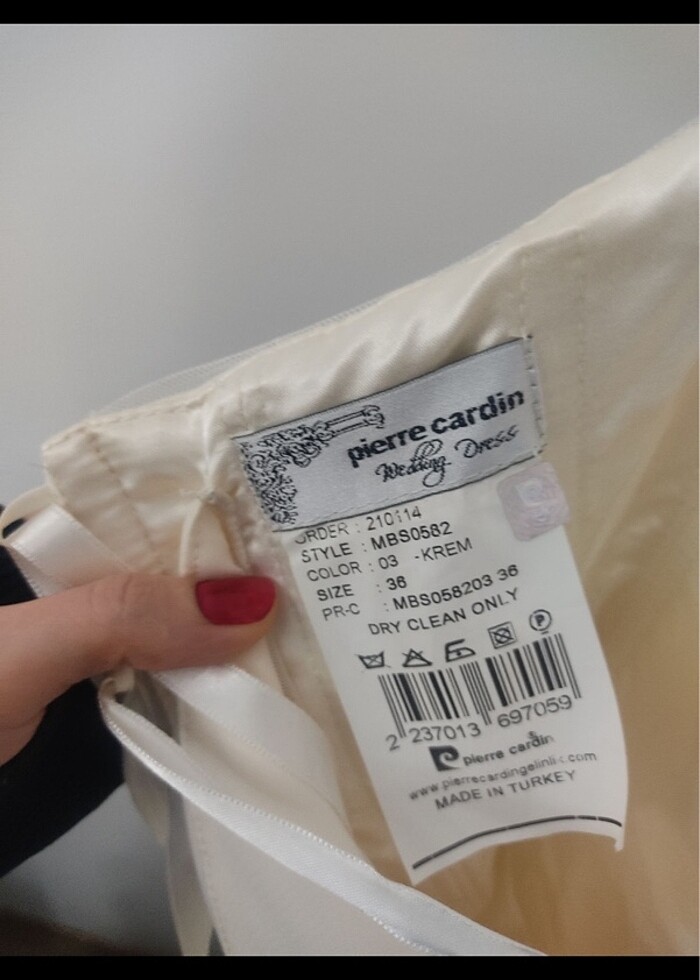 pierre cardin
Wedding Dress
ORDER : 210114
STYLE : MBS0582
COLOR : 03 -KREM
SIZE : 36
PR-C : MBS058203 36
DRY CLEAN ONLY
P
2 237013 697059
pierre cardin
www.pierrecardingelinlik.com
MADE IN TURKEY